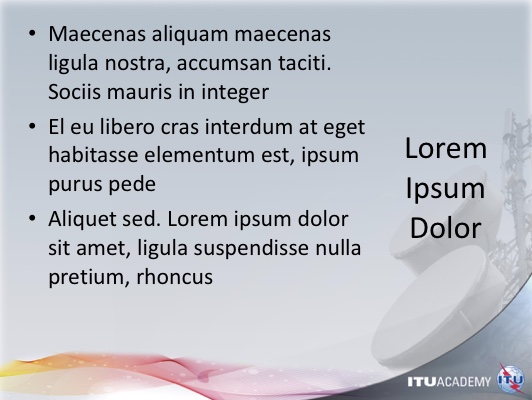 • Maecenas aliquam maecenas
ligula nostra, accumsan taciti.
Sociis mauris in integer
• El eu libero cras interdum at eget
habitasse elementum est, ipsum
purus pede
• Aliquet sed. Lorem ipsum dolor
sit amet, ligula suspendisse nulla
pretium, rhoncus
Lorem
Ipsum
Dolor
ITUACADEMY ITU